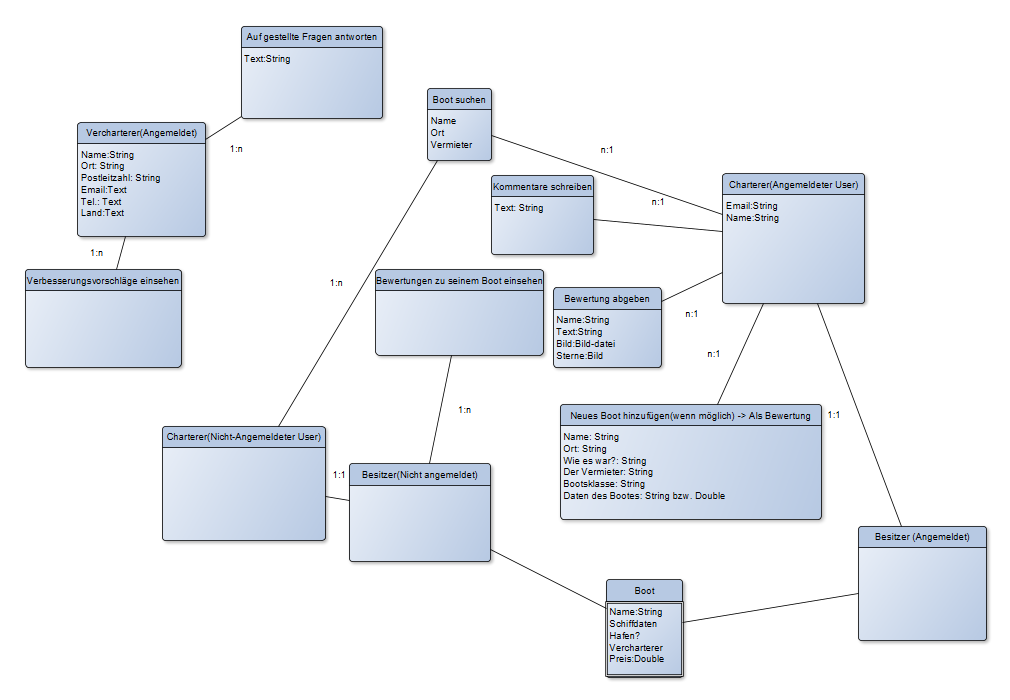 Auf gestellte Fragen antworten
Text:String
Vercharterer(Angemeldet)
Name:String
Ort: String
Postleitzahl: String
Email:Text
Tel.: Text
Land:Text
1:n
1:n
Verbesserungsvorschläge einsehen
Boot suchen
Name
Ort
Vermieter
n:1
Kommentare schreiben
Text: String
n:1
Charterer(Angemeldeter User)
Email:String
Name:String
1:n
Bewertungen zu seinem Boot einsehen
Bewertung abgeben
Name:String
Text:String
Bild:Bild-datei
Sterne:Bild
n:1
n:1
1:n
Neues Boot hinzufügen(wenn möglich) -> Als Bewertung
Name: String
Ort: String
Wie es war?: String
Der Vermieter: String
Bootsklasse: String
Daten des Bootes: String bzw. Double
1:1
Charterer(Nicht-Angemeldeter User)
1:1
Besitzer(Nicht angemeldet)
Besitzer (Angemeldet)
Boot
Name:String
Schiffdaten
Hafen?
Vercharterer
Preis:Double